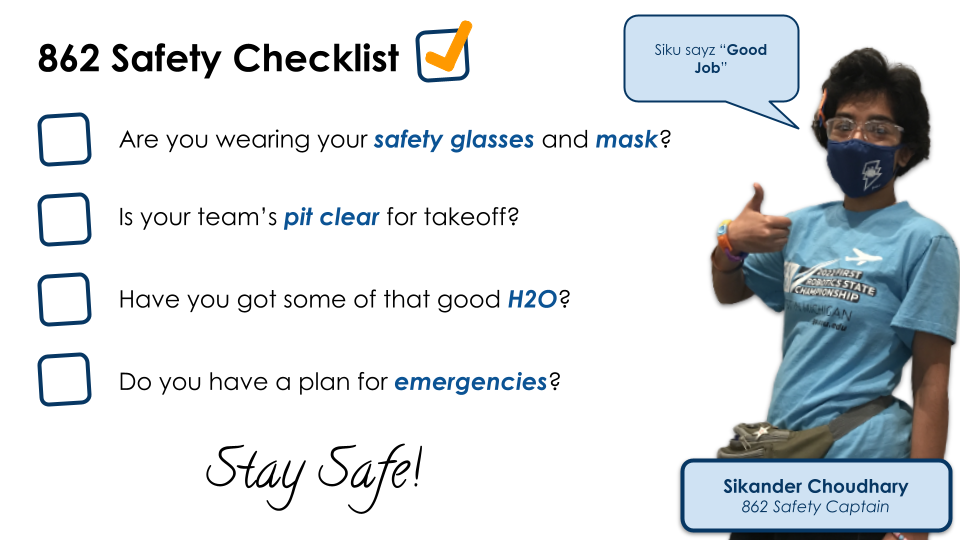 862 Safety Checklist
Siku sayz “Good
Job”
Are you wearing your safety glasses and mask?
Is your team’s pit clear for takeoff?
Have you got some of that good H2O?
Do you have a plan for emergencies?
Stay Safe!
2022 FIRST
ROBOTICS STATE
CHAMPIONSHIP
MICHIGAN
Sikander Choudhary
862 Safety Captain